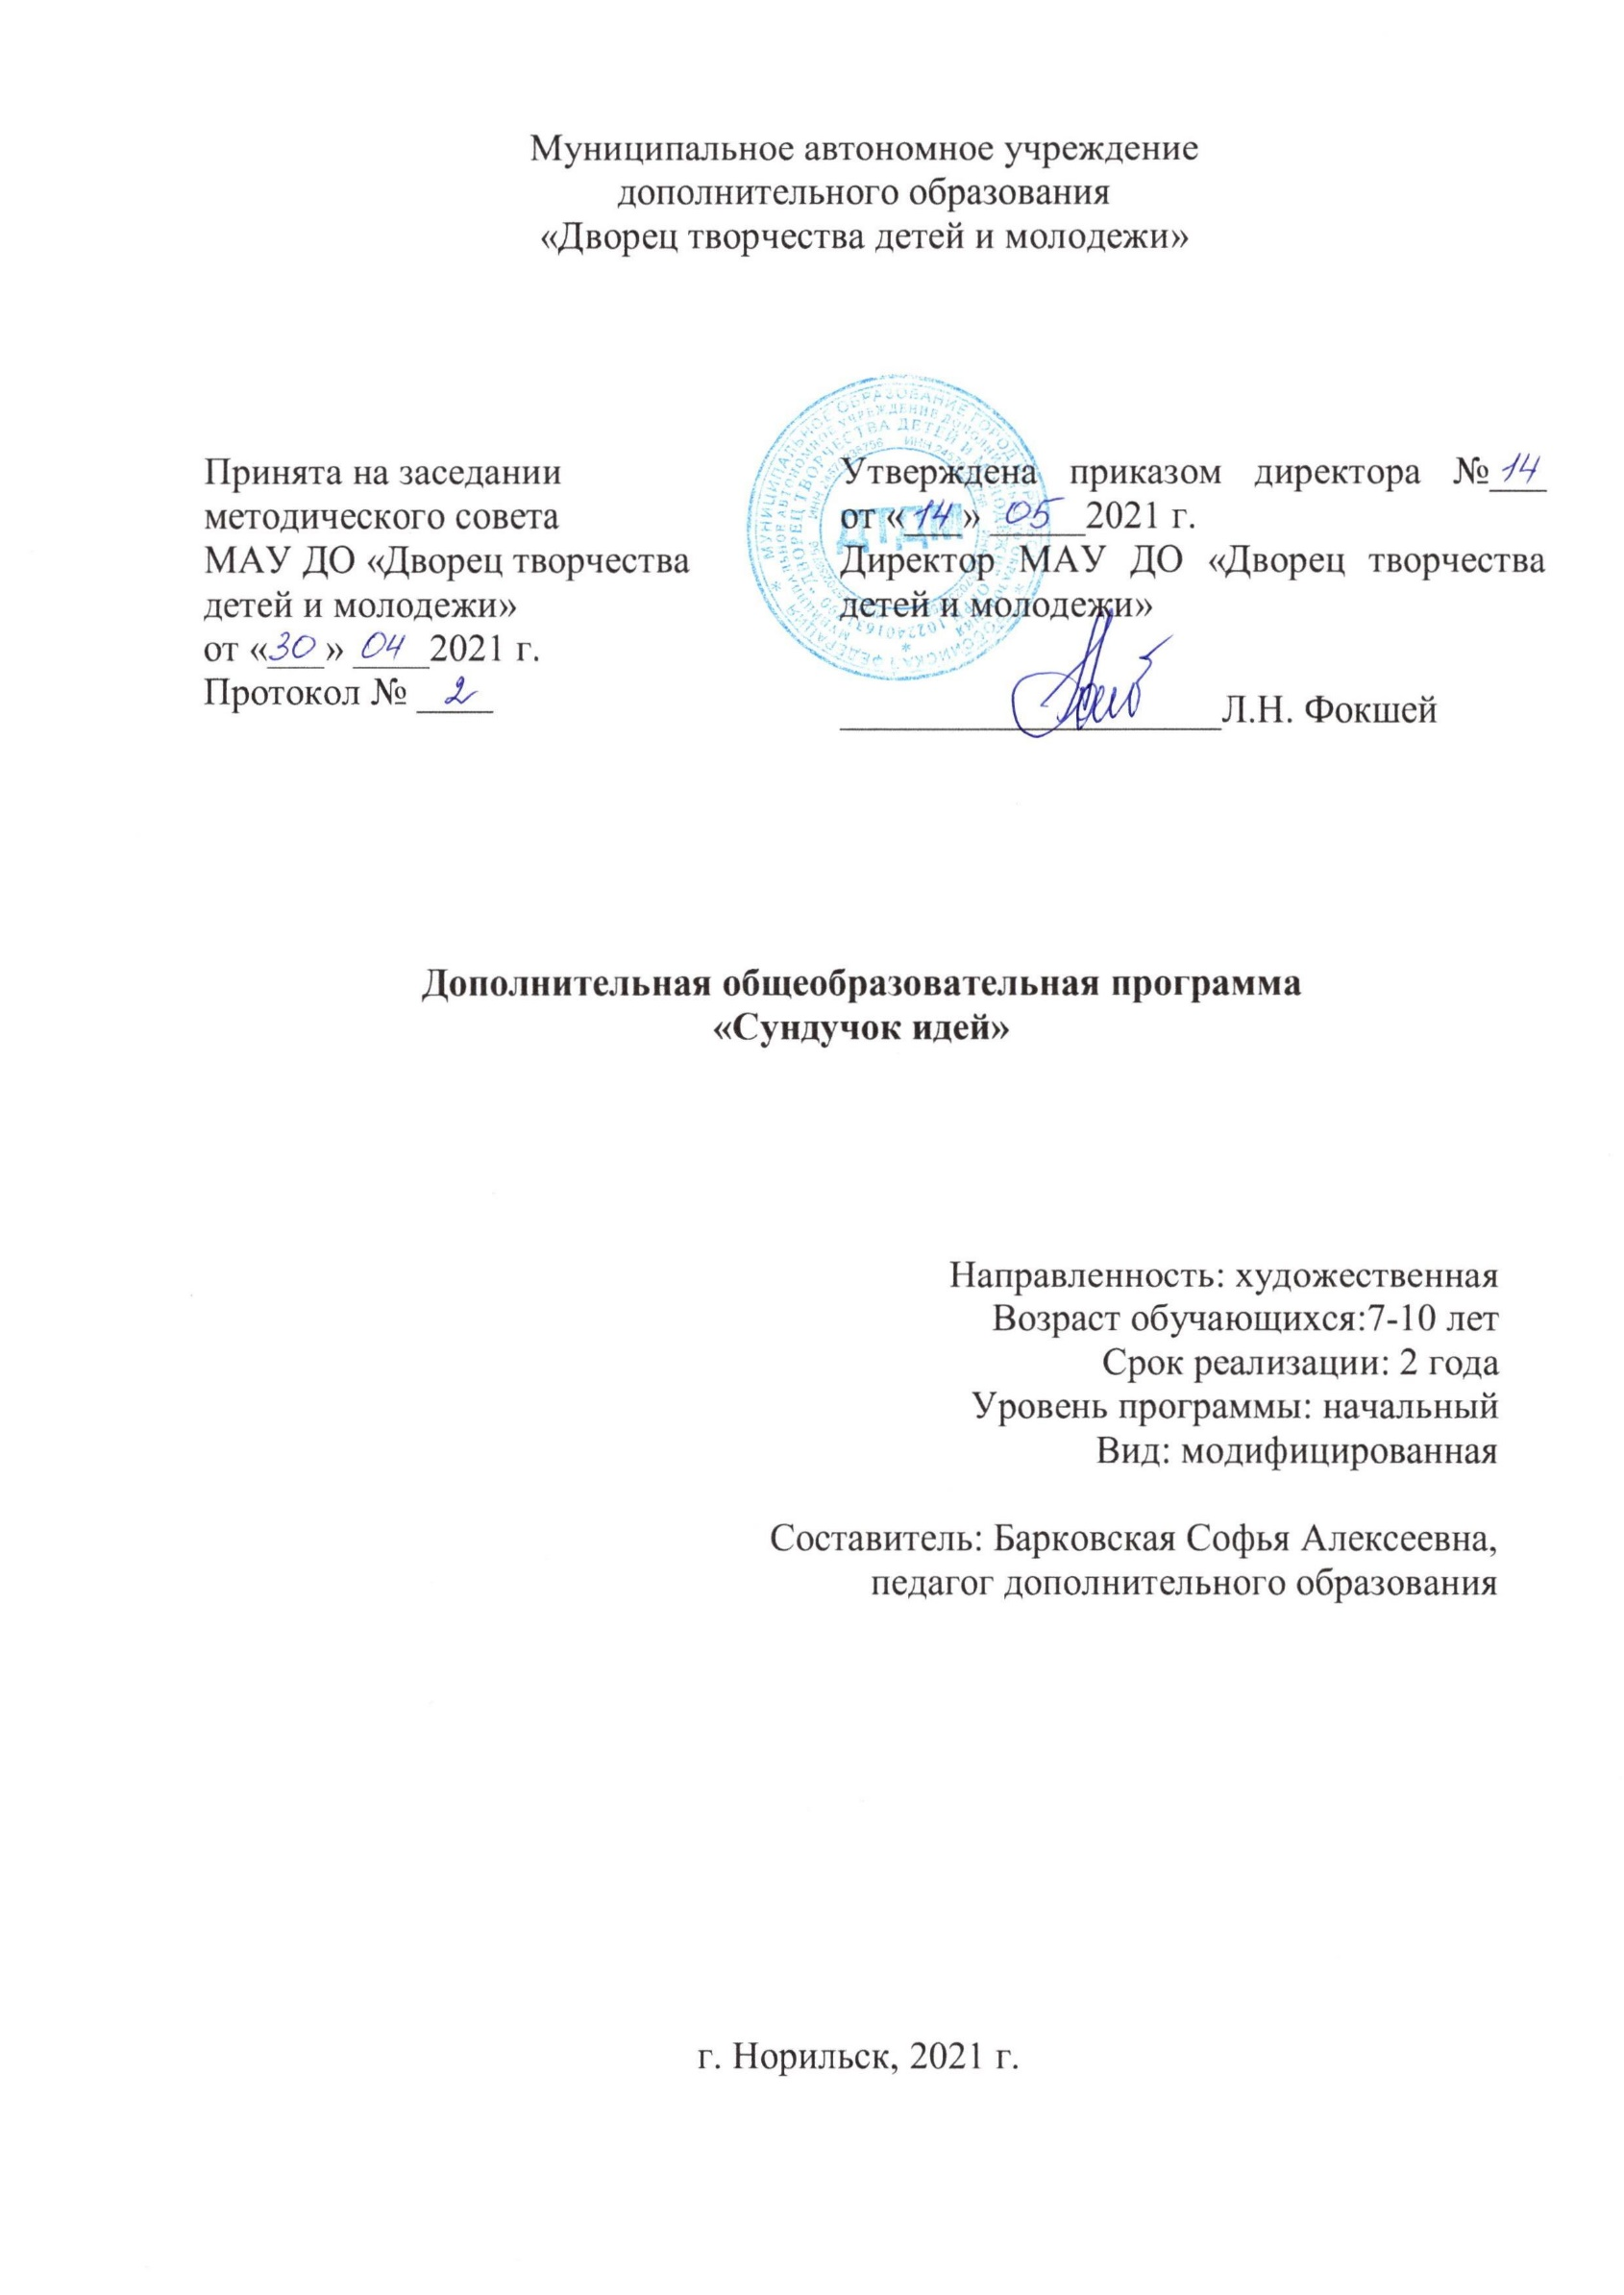 Муниципальное автономное учреждение
дополнительного образования
«Дворец творчества детей и молодежи»
Принята на заседании
методического совета
МАУ ДО «Дворец творчества
детей и молодежи»
от «30» 04 2021 г.
Протокол № 2
Утверждена приказом директора № 14
от «14» 05 2021 г.
Директор МАУ ДО «Дворец творчества
детей и молодежи»
Л.Н. Фокшей
ДТДМ
Дополнительная общеобразовательная программа
«Сундучок идей»
Направленность: художественная
Возраст обучающихся:7-10 лет
Срок реализации: 2 года
Уровень программы: начальный
Вид: модифицированная
Составитель: Барковская Софья Алексеевна,
педагог дополнительного образования
г. Норильск, 2021 г.